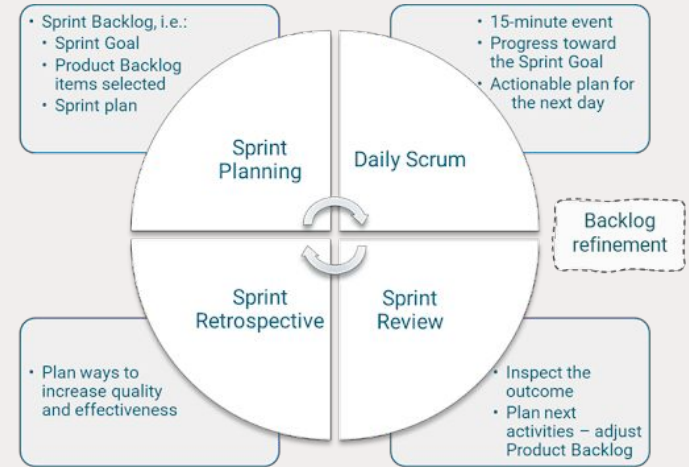 • Sprint Backlog, i.e.:
• Sprint Goal
• Product Backlog
items selected
• Sprint plan
• 15-minute event
• Progress toward
the Sprint Goal
• Actionable plan for
the next day
Sprint
Planning
Daily Scrum
Backlog
refinement
Sprint
Retrospective
Sprint
Review
• Plan ways to
increase quality
and effectiveness
• Inspect the
outcome
• Plan next
activities – adjust
Product Backlog